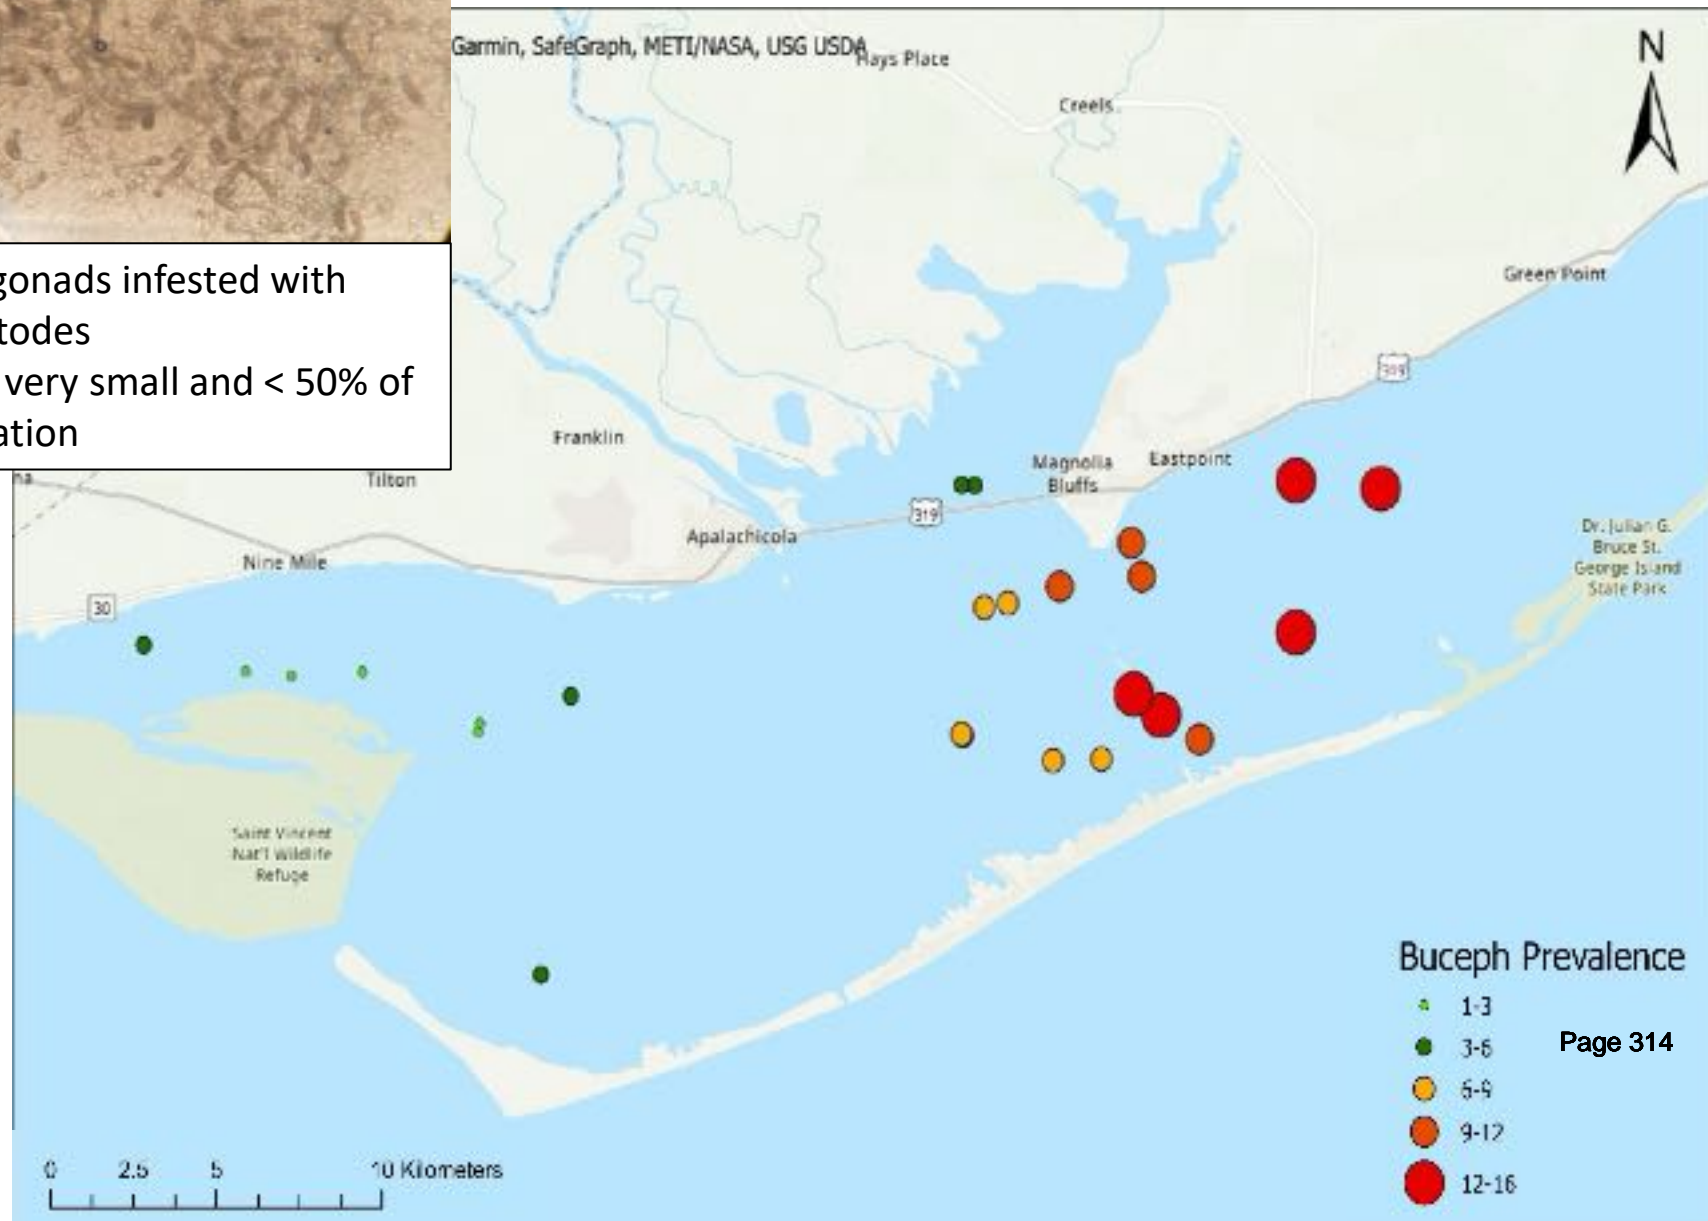 Garmin, SafeGraph, METI/NASA, USG USDA
Hays Place
N
Creels
gonads infested with
todes
very small and < 50% of
ation
Green Point
319
Franklin
Magnolia
Bluffs
Eastpoint
na
Tilton
319
Apalachicola
Dr. Julian G.
Bruce St.
George Island
State Park
Nine Mile
30
Saint Vincent
Nat'l Wildlife
Refuge
Buceph Prevalence
1-3
3-6
Page 314
6-9
9-12
12-16
0 2.5 5 10 Kilometers